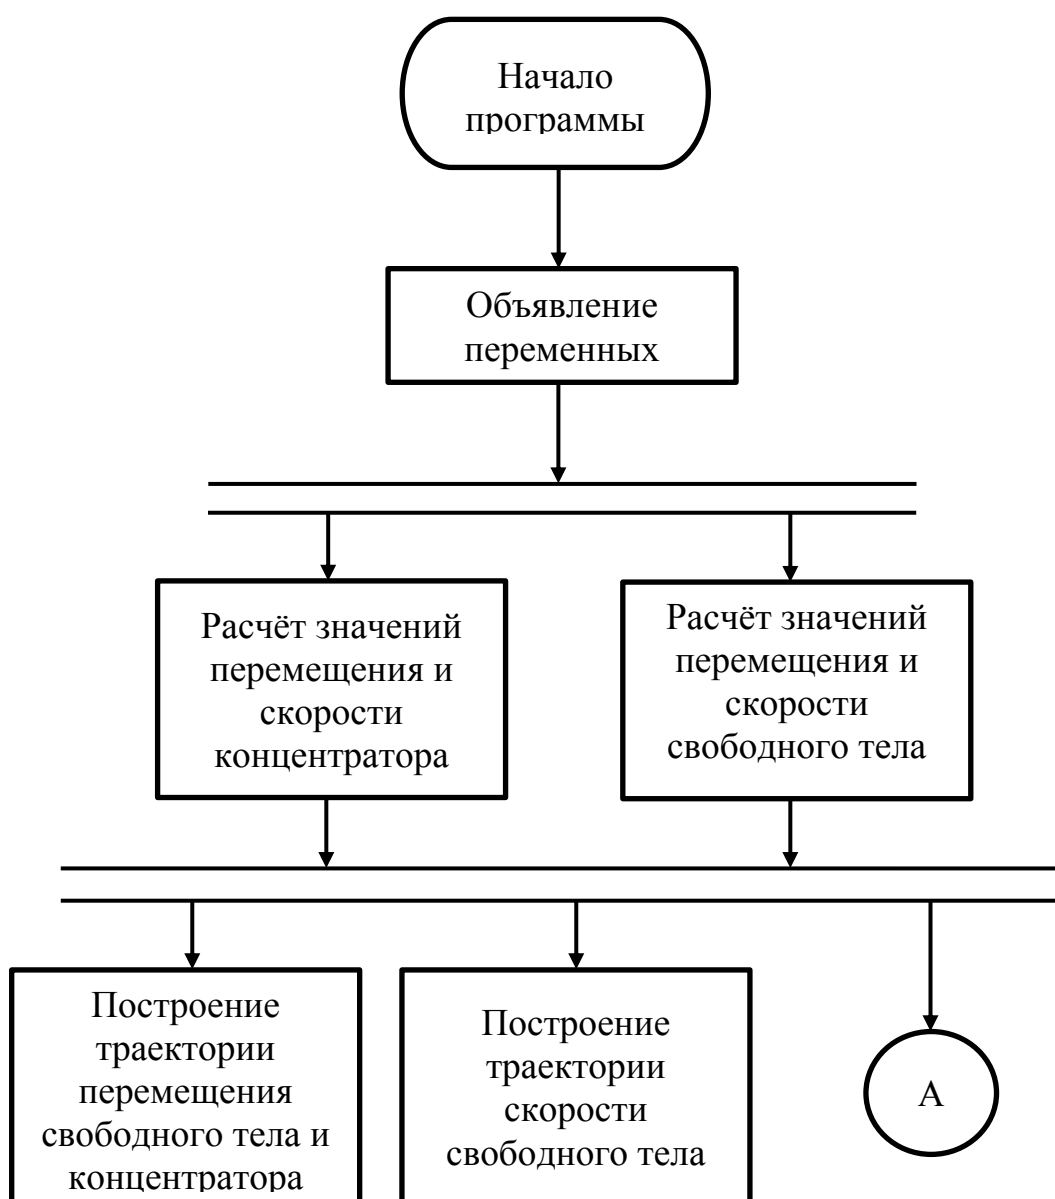 Начало
программы
Объявление
переменных
Расчёт значений
перемещения и
скорости
концентратора
Расчёт значений
перемещения и
скорости
свободного тела
Построение
траектории
перемещения
свободного тела и
концентратора
Построение
траектории
скорости
свободного тела
А